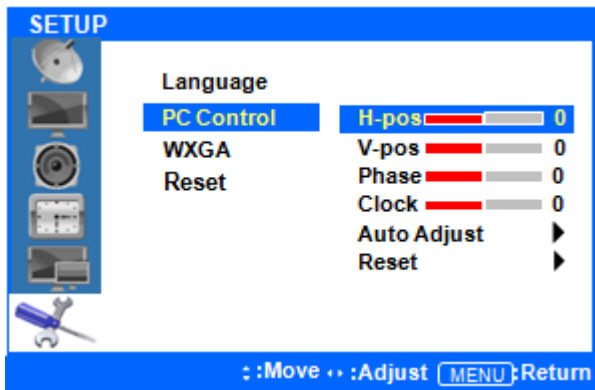 SETUP
Language
PC Control
WXGA
Reset
H-pos 0
V-pos 0
Phase 0
Clock 0
Auto Adjust
Reset
:Move :Adjust MENU:Return